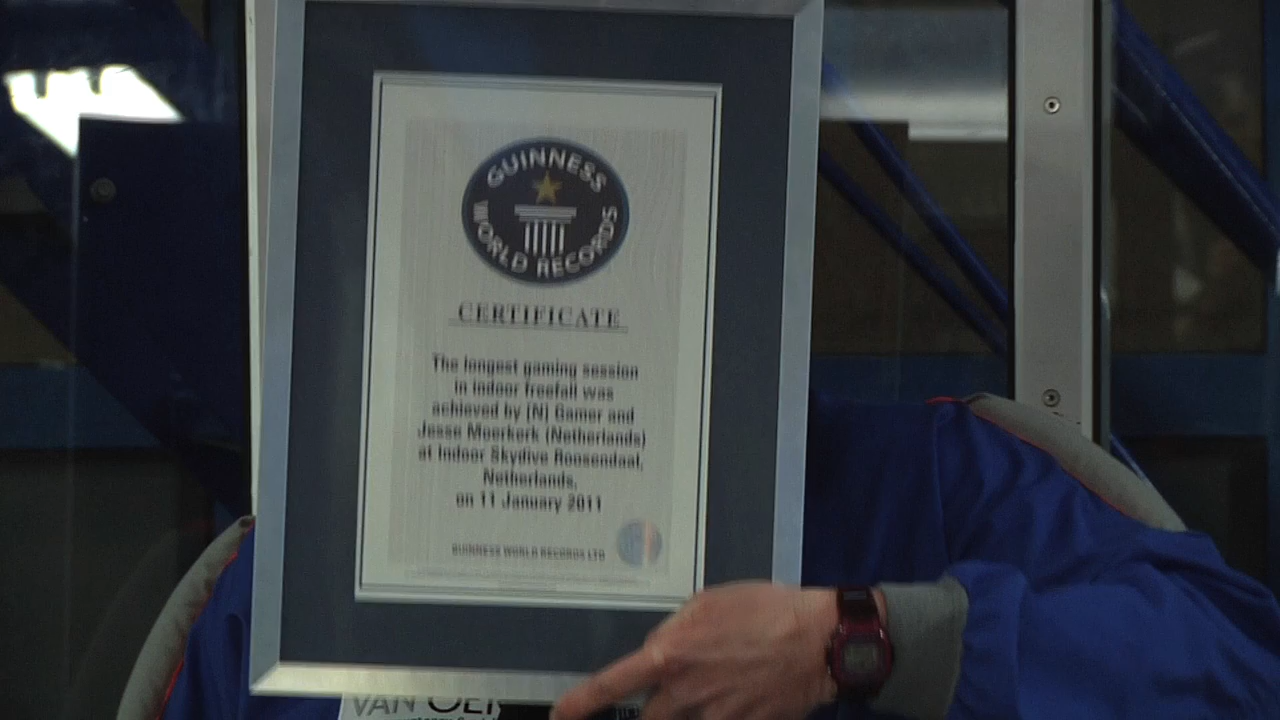 GUINNESS
WORLD RECORDS
CERTIFICATE
The longest gaming session
in indoor freefall was
achieved by (N) Gamer and
Jesse Moerkerk (Netherlands)
at Indoor Skydive Roosendaal,
Netherlands,
on 11 January 2011
GUINNESS WORLD RECORDS LTD
VAN